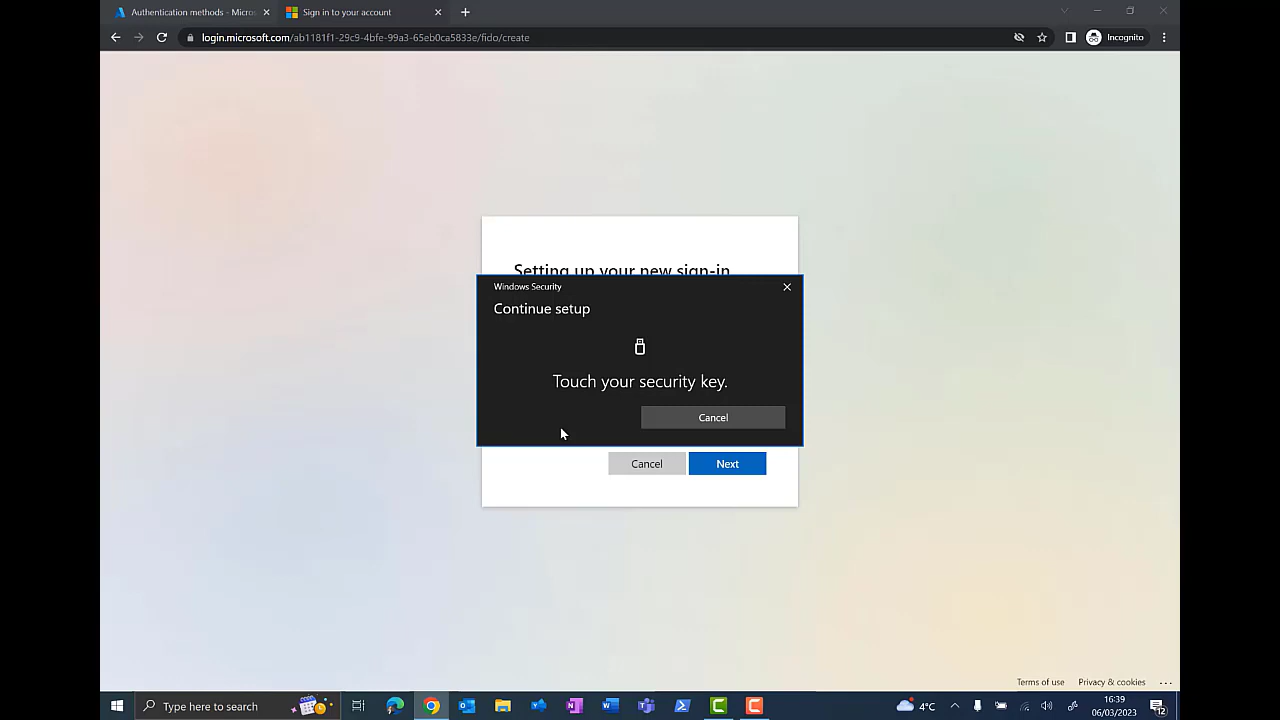 Authentication methods - Micros
Sign in to your account
login.microsoft.com/ab1181f1-29c9-4bfe-99a3-65eb0ca5833e/fido/create
Incognito
Setting up your new sign-in
Windows Security
Continue setup
Touch your security key.
Cancel
Cancel
Next
Terms of use
Privacy & cookies
...
Type here to search
4°C
16:39
06/03/2023
12